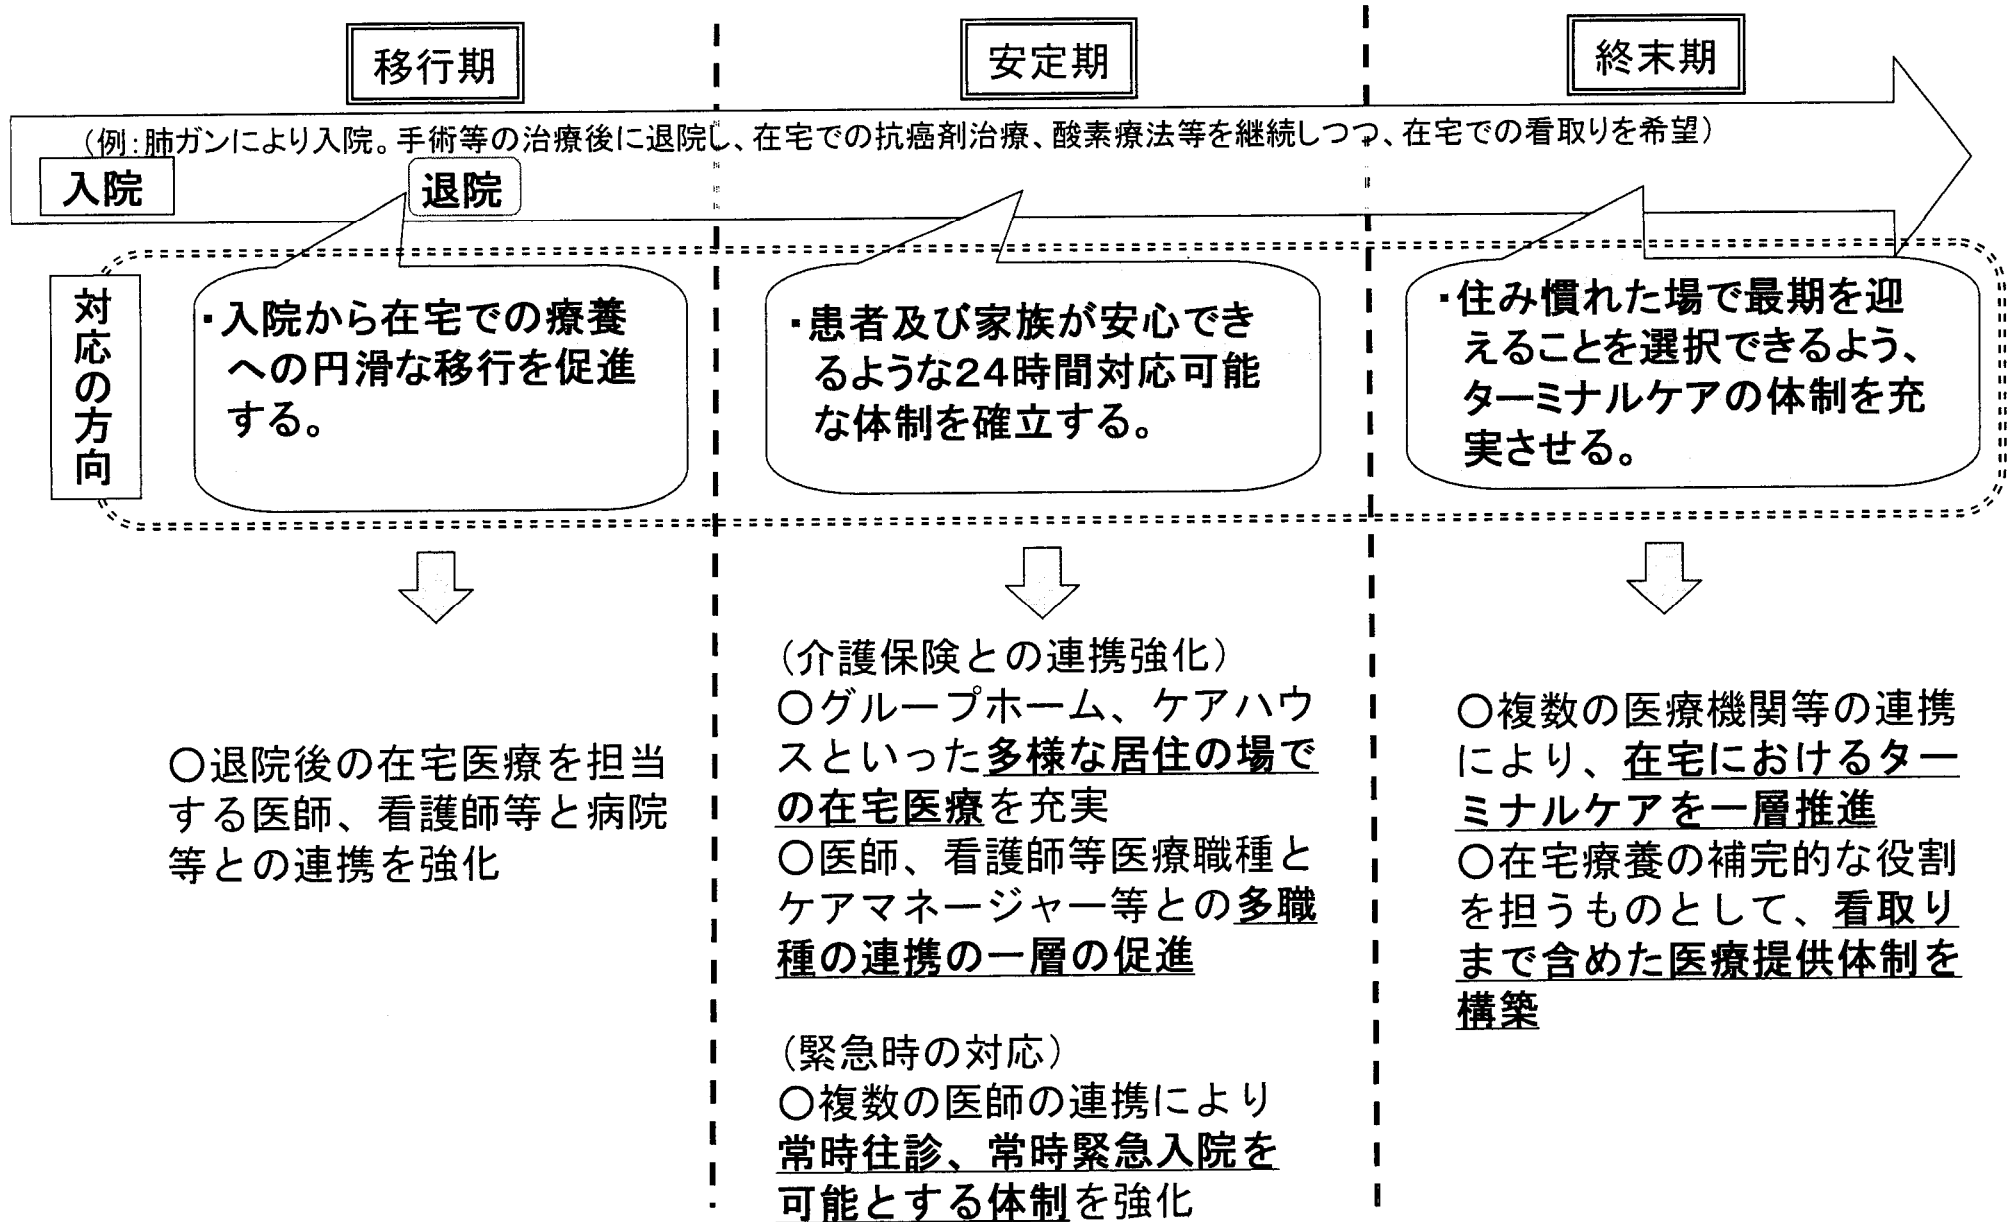 移行期
安定期
終末期
(例:肺ガンにより入院。手術等の治療後に退院し、在宅での抗癌剤治療、酸素療法等を継続しつつ、在宅での看取りを希望)
入院
退院
対応の方向
・入院から在宅での療養
への円滑な移行を促進
する。
・患者及び家族が安心でき
るような24時間対応可能
な体制を確立する。
・住み慣れた場で最期を迎
えることを選択できるよう、
ターミナルケアの体制を充
実させる。
○退院後の在宅医療を担当
する医師、看護師等と病院
等との連携を強化
(介護保険との連携強化)
○グループホーム、ケアハウ
スといった多様な居住の場で
の在宅医療を充実
○医師、看護師等医療職種と
ケアマネージャー等との多職
種の連携の一層の促進
(緊急時の対応)
○複数の医師の連携により
常時往診、常時緊急入院を
可能とする体制を強化
○複数の医療機関等の連携
により、在宅におけるター
ミナルケアを一層推進
○在宅療養の補完的な役割
を担うものとして、看取り
まで含めた医療提供体制を
構築